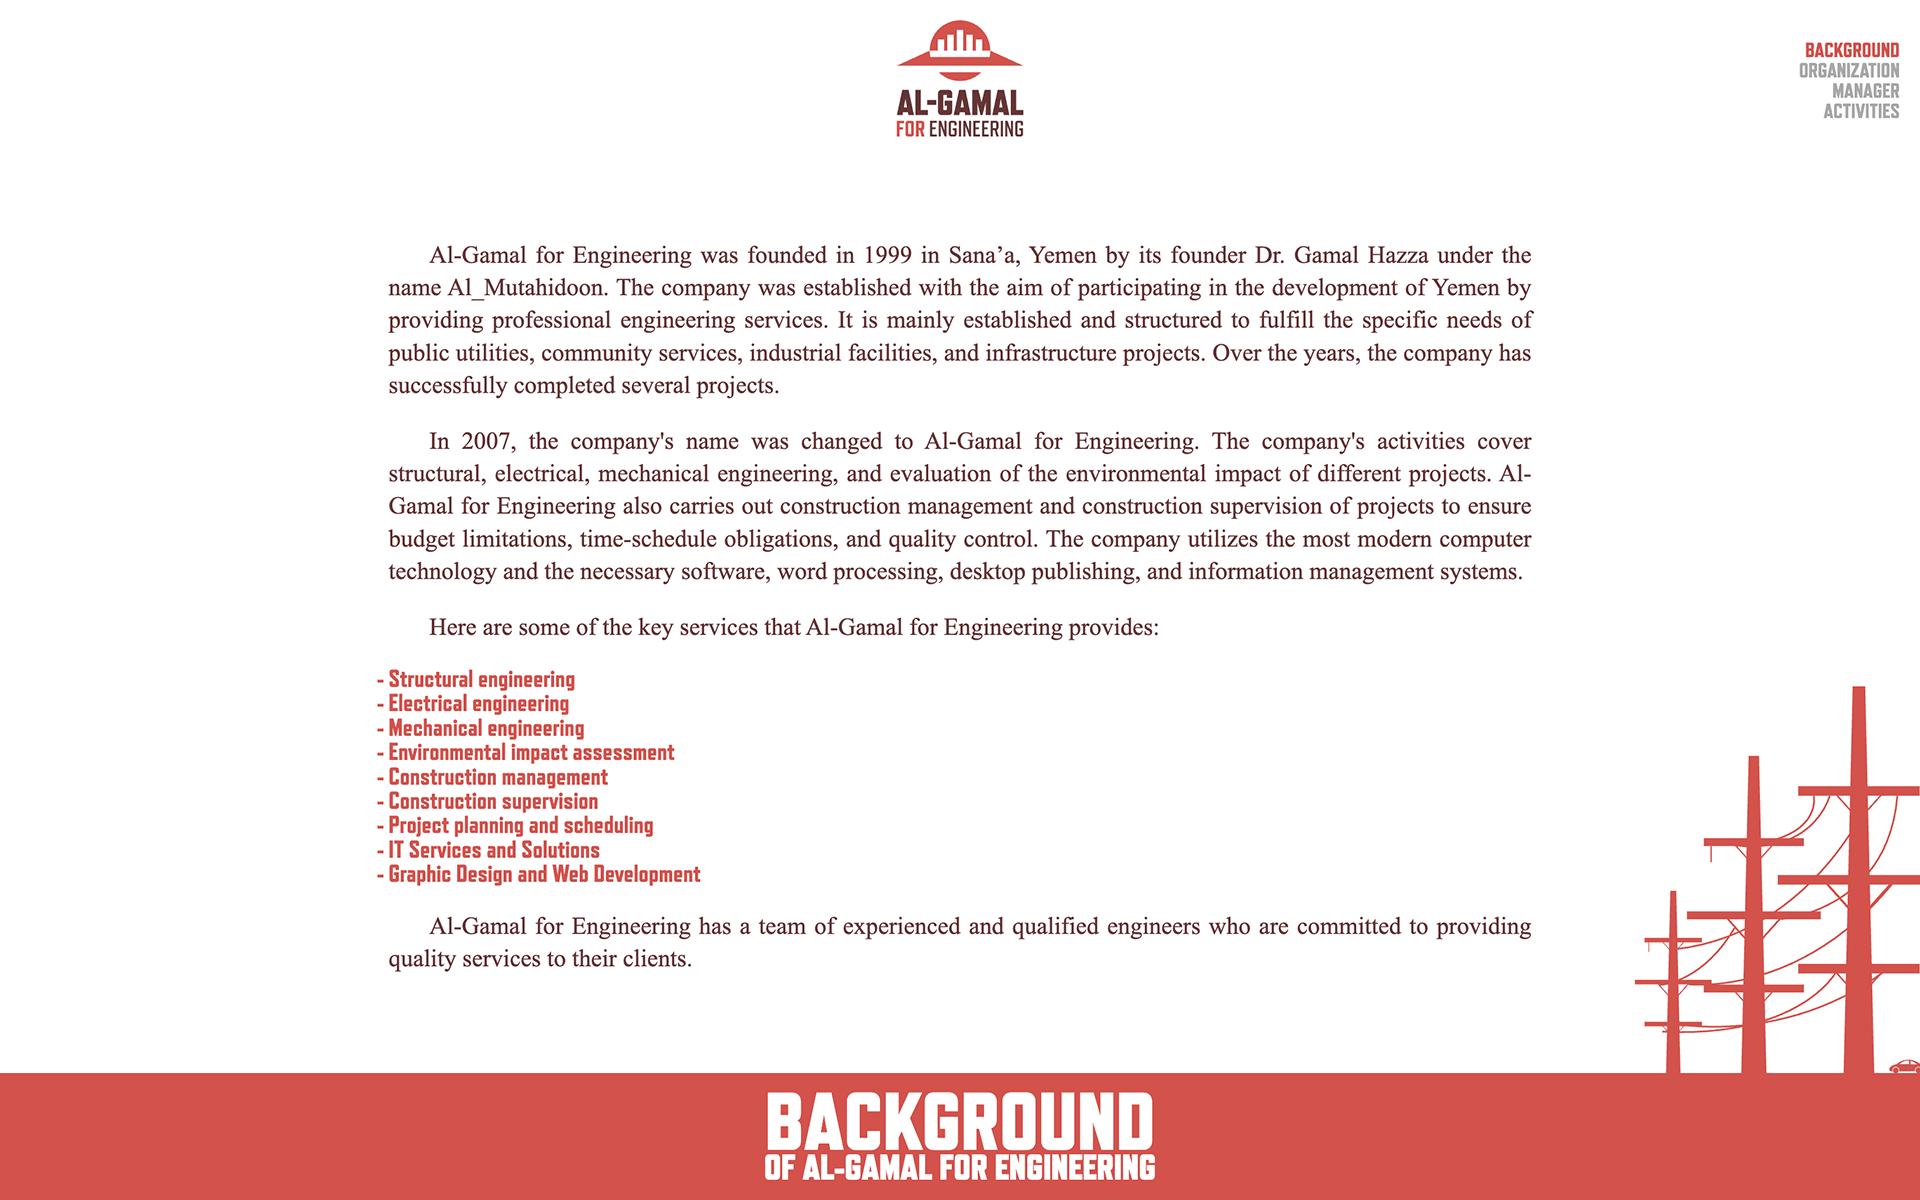 AL-GAMAL
FOR ENGINEERING
BACKGROUND
ORGANIZATION
MANAGER
ACTIVITIES
Al-Gamal for Engineering was founded in 1999 in Sana’a, Yemen by its founder Dr. Gamal Hazza under the
name Al_Mutahidoon. The company was established with the aim of participating in the development of Yemen by
providing professional engineering services. It is mainly established and structured to fulfill the specific needs of
public utilities, community services, industrial facilities, and infrastructure projects. Over the years, the company has
successfully completed several projects.
In 2007, the company's name was changed to Al-Gamal for Engineering. The company's activities cover
structural, electrical, mechanical engineering, and evaluation of the environmental impact of different projects. Al-
Gamal for Engineering also carries out construction management and construction supervision of projects to ensure
budget limitations, time-schedule obligations, and quality control. The company utilizes the most modern computer
technology and the necessary software, word processing, desktop publishing, and information management systems.
Here are some of the key services that Al-Gamal for Engineering provides:
- Structural engineering
- Electrical engineering
- Mechanical engineering
- Environmental impact assessment
- Construction management
- Construction supervision
- Project planning and scheduling
- IT Services and Solutions
- Graphic Design and Web Development
Al-Gamal for Engineering has a team of experienced and qualified engineers who are committed to providing
quality services to their clients.
BACKGROUND
OF AL-GAMAL FOR ENGINEERING